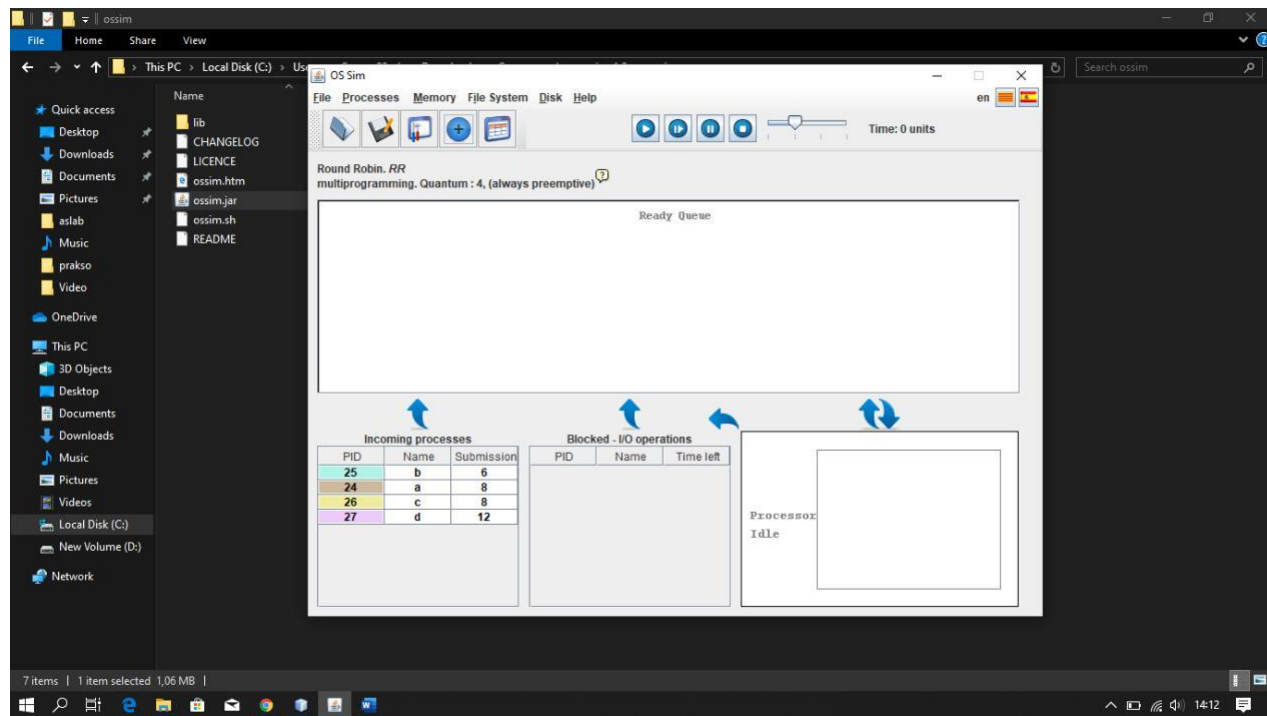 ossim
File Home Share View
This PC > Local Disk (C:) >
Search ossim
Quick access
Desktop
Downloads
Documents
Pictures
aslab
Music
prakso
Video
OneDrive
This PC
3D Objects
Desktop
Documents
Downloads
Music
Pictures
Videos
Local Disk (C:)
New Volume (D:)
Network
Name
lib
CHANGELOG
LICENCE
ossim.htm
ossim.jar
ossim.sh
README
OS Sim
File Processes Memory File System Disk Help
en
Time: 0 units
Round Robin. RR
multiprogramming. Quantum : 4, (always preemptive)
Ready Queue
Incoming processes
PID Name Submission
25 b 6
24 a 8
26 c 8
27 d 12
Blocked - I/O operations
PID Name Time left
Processor
Idle
7 items | 1 item selected 1,06 MB |
14:12